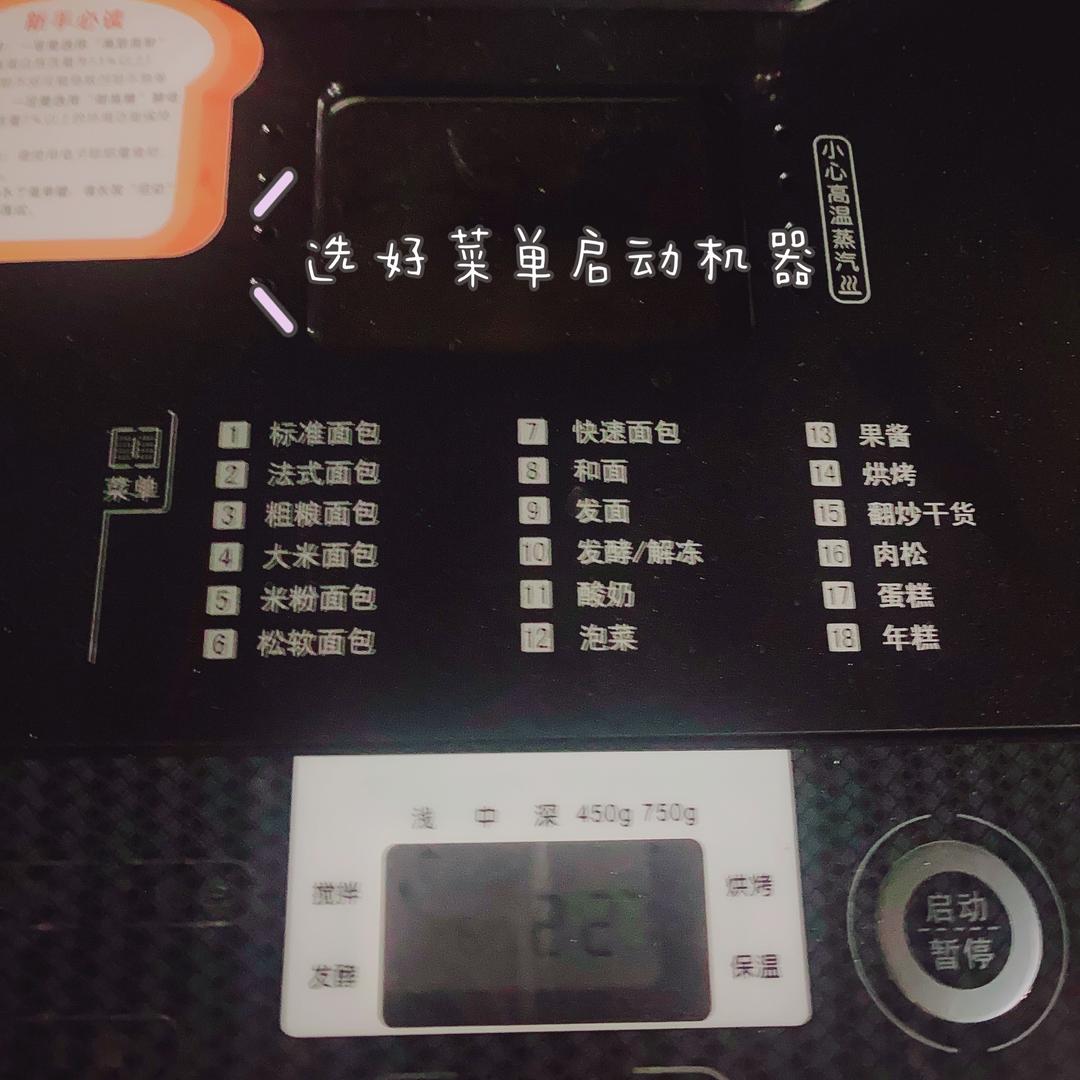 新手必读
小心高温蒸汽
选好菜单启动机器
菜单
1 标准面包
2 法式面包
3 粗粮面包
4 大米面包
5 米粉面包
6 松软面包
7 快速面包
8 和面
9 发面
10 发酵/解冻
11 酸奶
12 泡菜
13 果酱
14 烘烤
15 翻炒干货
16 肉松
17 蛋糕
18 年糕
浅 中 深 450g 750g
搅拌
发酵
烘烤
保温
启动
暂停